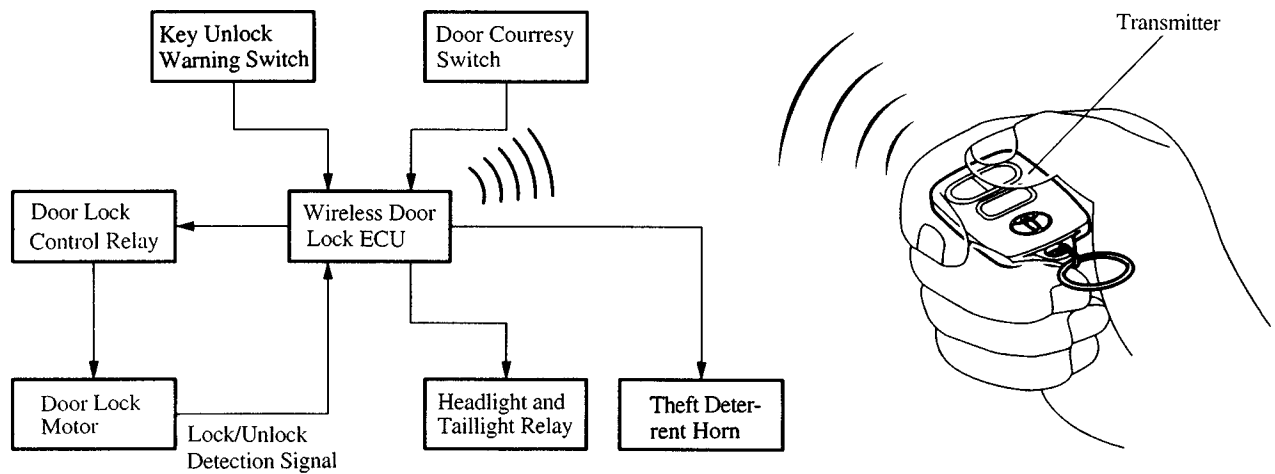 Key Unlock
Warning Switch
Door Courresy
Switch
Transmitter
Door Lock
Control Relay
Wireless Door
Lock ECU
Door Lock
Motor
Lock/Unlock
Detection Signal
Headlight and
Taillight Relay
Theft Deter-
rent Horn